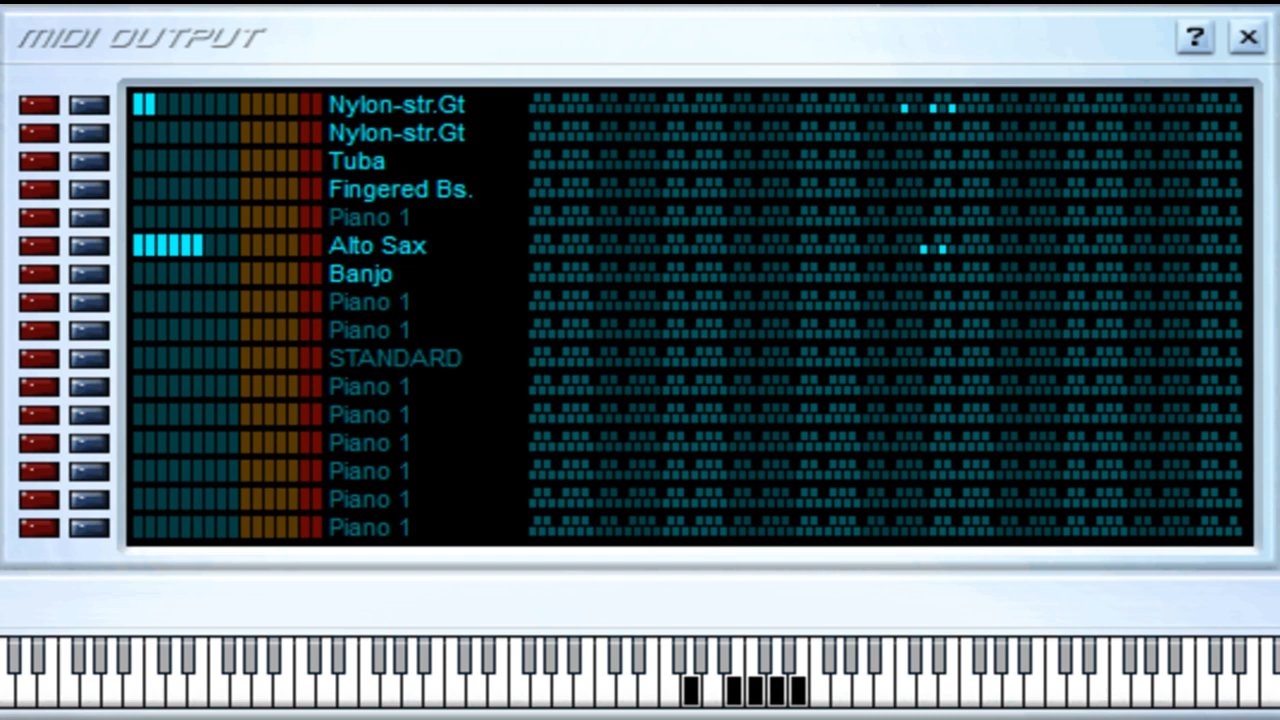 MIDI OUTPUT
? ×
Nylon-str.Gt
Nylon-str.Gt
Tuba
Fingered Bs.
Piano 1
Alto Sax
Banjo
Piano 1
Piano 1
STANDARD
Piano 1
Piano 1
Piano 1
Piano 1
Piano 1
Piano 1